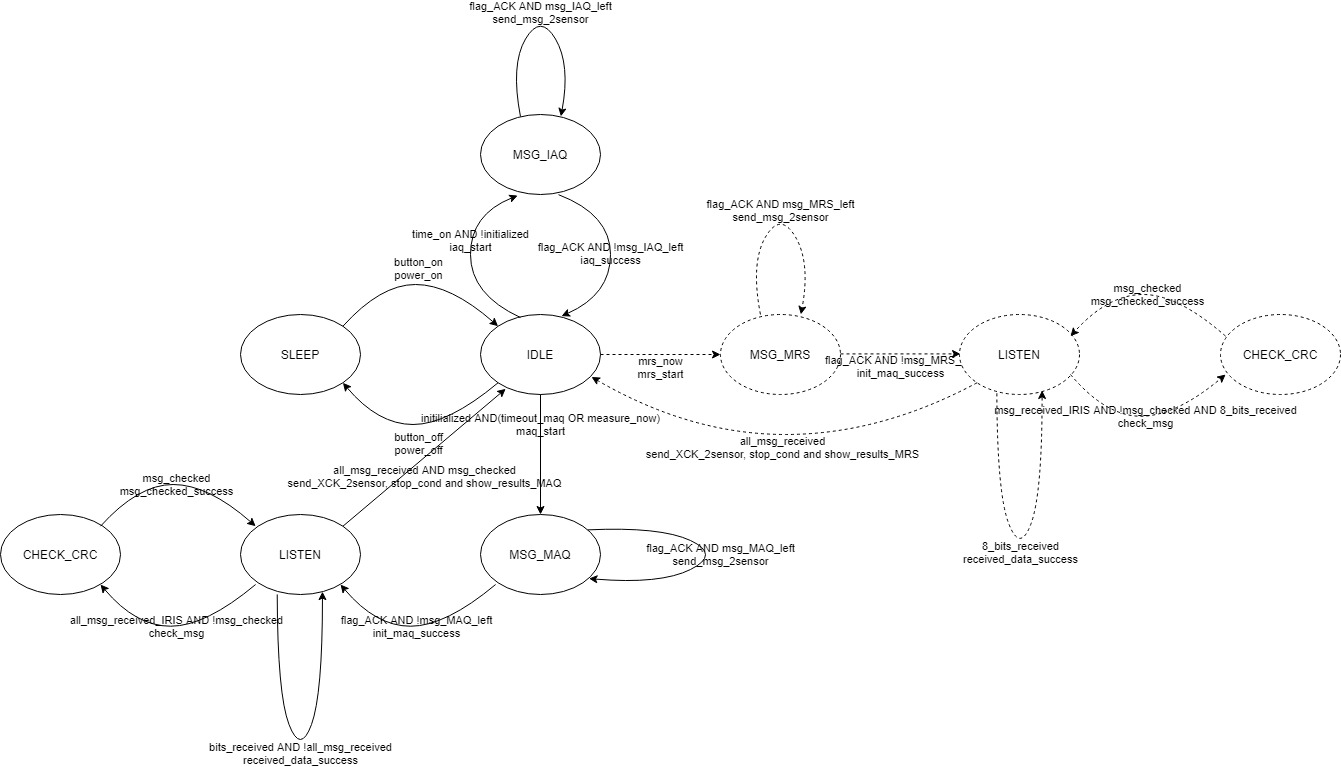 flag_ACK AND msg_IAQ_left
send_msg_2sensor
MSG_IAQ
time_on AND !initialized
iaq_start
flag_ACK AND !msg_IAQ_left
iaq_success
button_on
power_on
flag_ACK AND msg_MRS_left
send_msg_2sensor
msg_checked
msg_checked_success
SLEEP
IDLE
mrs_now
mrs_start
MSG_MRS
flag_ACK AND !msg_MRS_
init_maq_success
LISTEN
CHECK_CRC
msg_received_IRIS AND !msg_checked AND 8_bits_received
check_msg
initilialized AND(timeout_maq OR measure_now)
maq_start
button_off
power_off
all_msg_received
send_XCK_2sensor, stop_cond and show_results_MRS
all_msg_received AND msg_checked
send_XCK_2sensor, stop_cond and show_results_MAQ
msg_checked
msg_checked_success
CHECK_CRC
LISTEN
MSG_MAQ
flag_ACK AND msg_MAQ_left
send_msg_2sensor
8_bits_received
received_data_success
all_msg_received_IRIS AND !msg_checked
check_msg
flag_ACK AND !msg_MAQ_left
init_maq_success
bits_received AND !all_msg_received
received_data_success